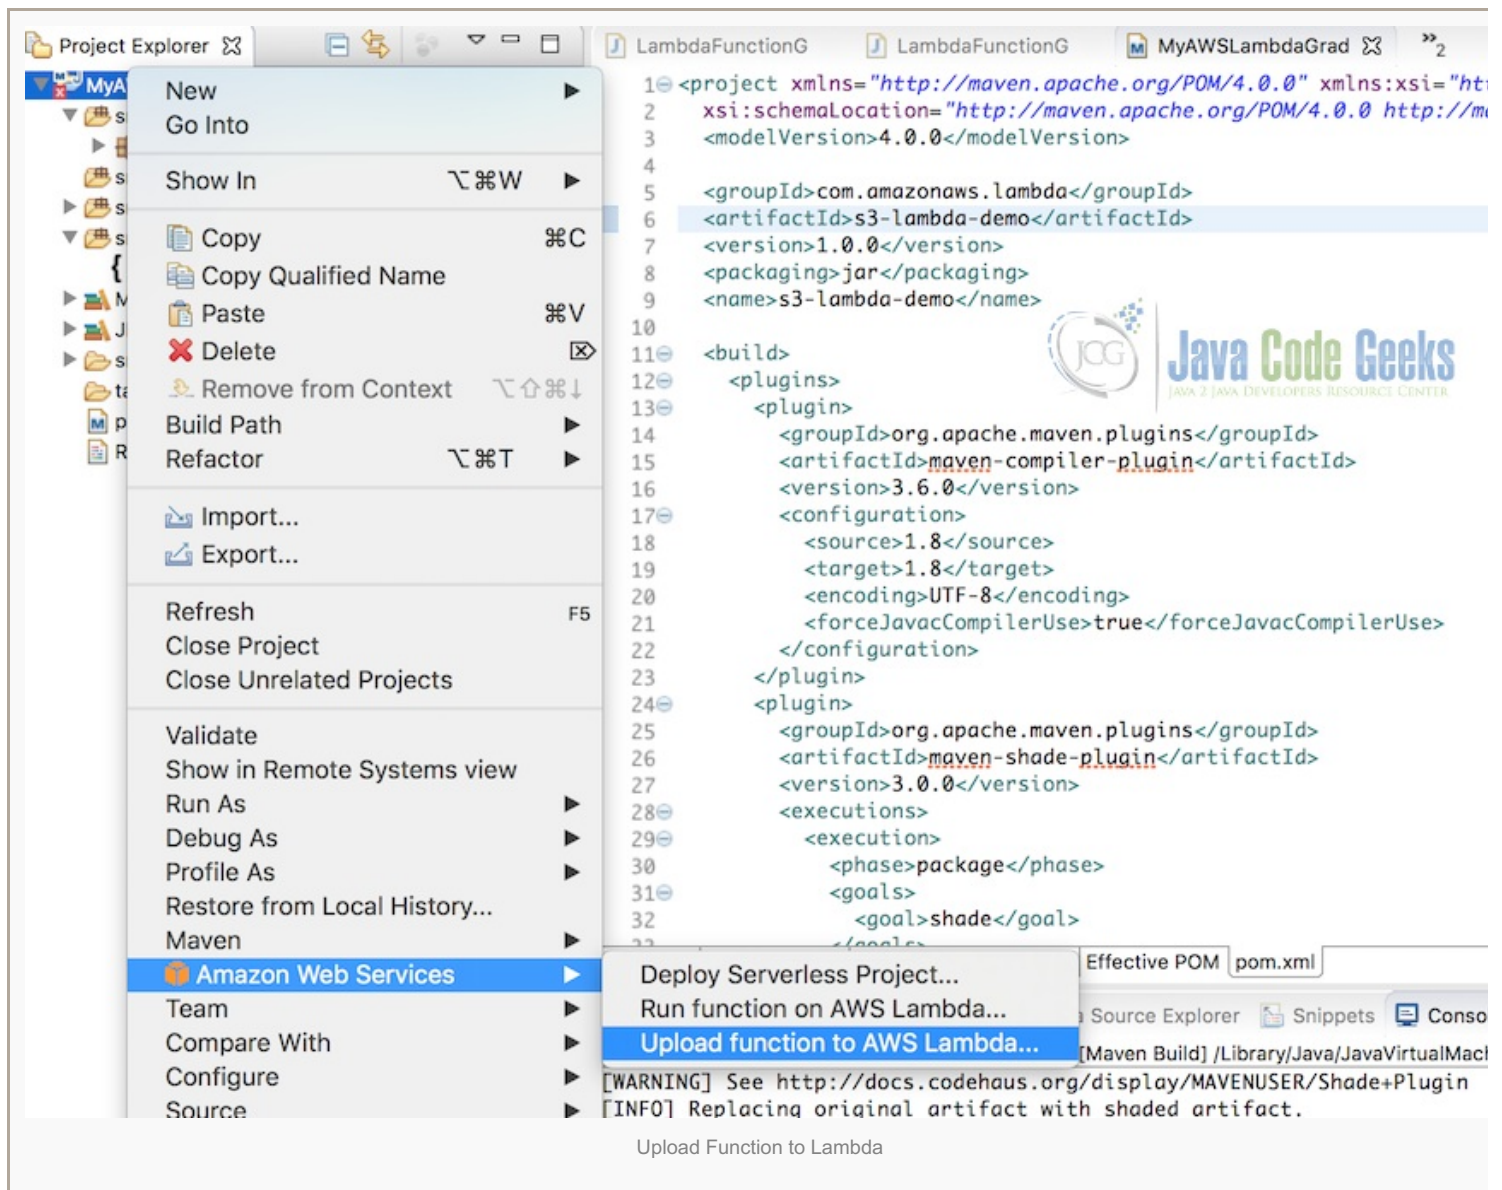 Project Explorer
LambdaFunctionG
LambdaFunctionG
MyAWSLambdaGrad
»2
MyA
New
Go Into
Show In ⌥⌘W
Copy ⌘C
Copy Qualified Name
Paste ⌘V
Delete ⌦
Remove from Context ⌥⇧⌘↓
Build Path
Refactor ⌥⌘T
Import...
Export...
Refresh F5
Close Project
Close Unrelated Projects
Validate
Show in Remote Systems view
Run As
Debug As
Profile As
Restore from Local History...
Maven
Amazon Web Services
Team
Compare With
Configure
Source
Deploy Serverless Project...
Run function on AWS Lambda...
Upload function to AWS Lambda...
1 <project xmlns="http://maven.apache.org/POM/4.0.0" xmlns:xsi="htt
2 xsi:schemaLocation="http://maven.apache.org/POM/4.0.0 http://ma
3 <modelVersion>4.0.0</modelVersion>
4
5 <groupId>com.amazonaws.lambda</groupId>
6 <artifactId>s3-lambda-demo</artifactId>
7 <version>1.0.0</version>
8 <packaging>jar</packaging>
9 <name>s3-lambda-demo</name>
10
11 <build>
12 <plugins>
13 <plugin>
14 <groupId>org.apache.maven.plugins</groupId>
15 <artifactId>maven-compiler-plugin</artifactId>
16 <version>3.6.0</version>
17 <configuration>
18 <source>1.8</source>
19 <target>1.8</target>
20 <encoding>UTF-8</encoding>
21 <forceJavacCompilerUse>true</forceJavacCompilerUse>
22 </configuration>
23 </plugin>
24 <plugin>
25 <groupId>org.apache.maven.plugins</groupId>
26 <artifactId>maven-shade-plugin</artifactId>
27 <version>3.0.0</version>
28 <executions>
29 <execution>
30 <phase>package</phase>
31 <goals>
32 <goal>shade</goal>
33 </goals>
JCG
Java Code Geeks
JAVA 2 JAVA DEVELOPERS RESOURCE CENTER
Effective POM pom.xml
Source Explorer Snippets Conso
[Maven Build] /Library/Java/JavaVirtualMach
[WARNING] See http://docs.codehaus.org/display/MAVENUSER/Shade+Plugin
[INFO] Replacing original artifact with shaded artifact.
Upload Function to Lambda